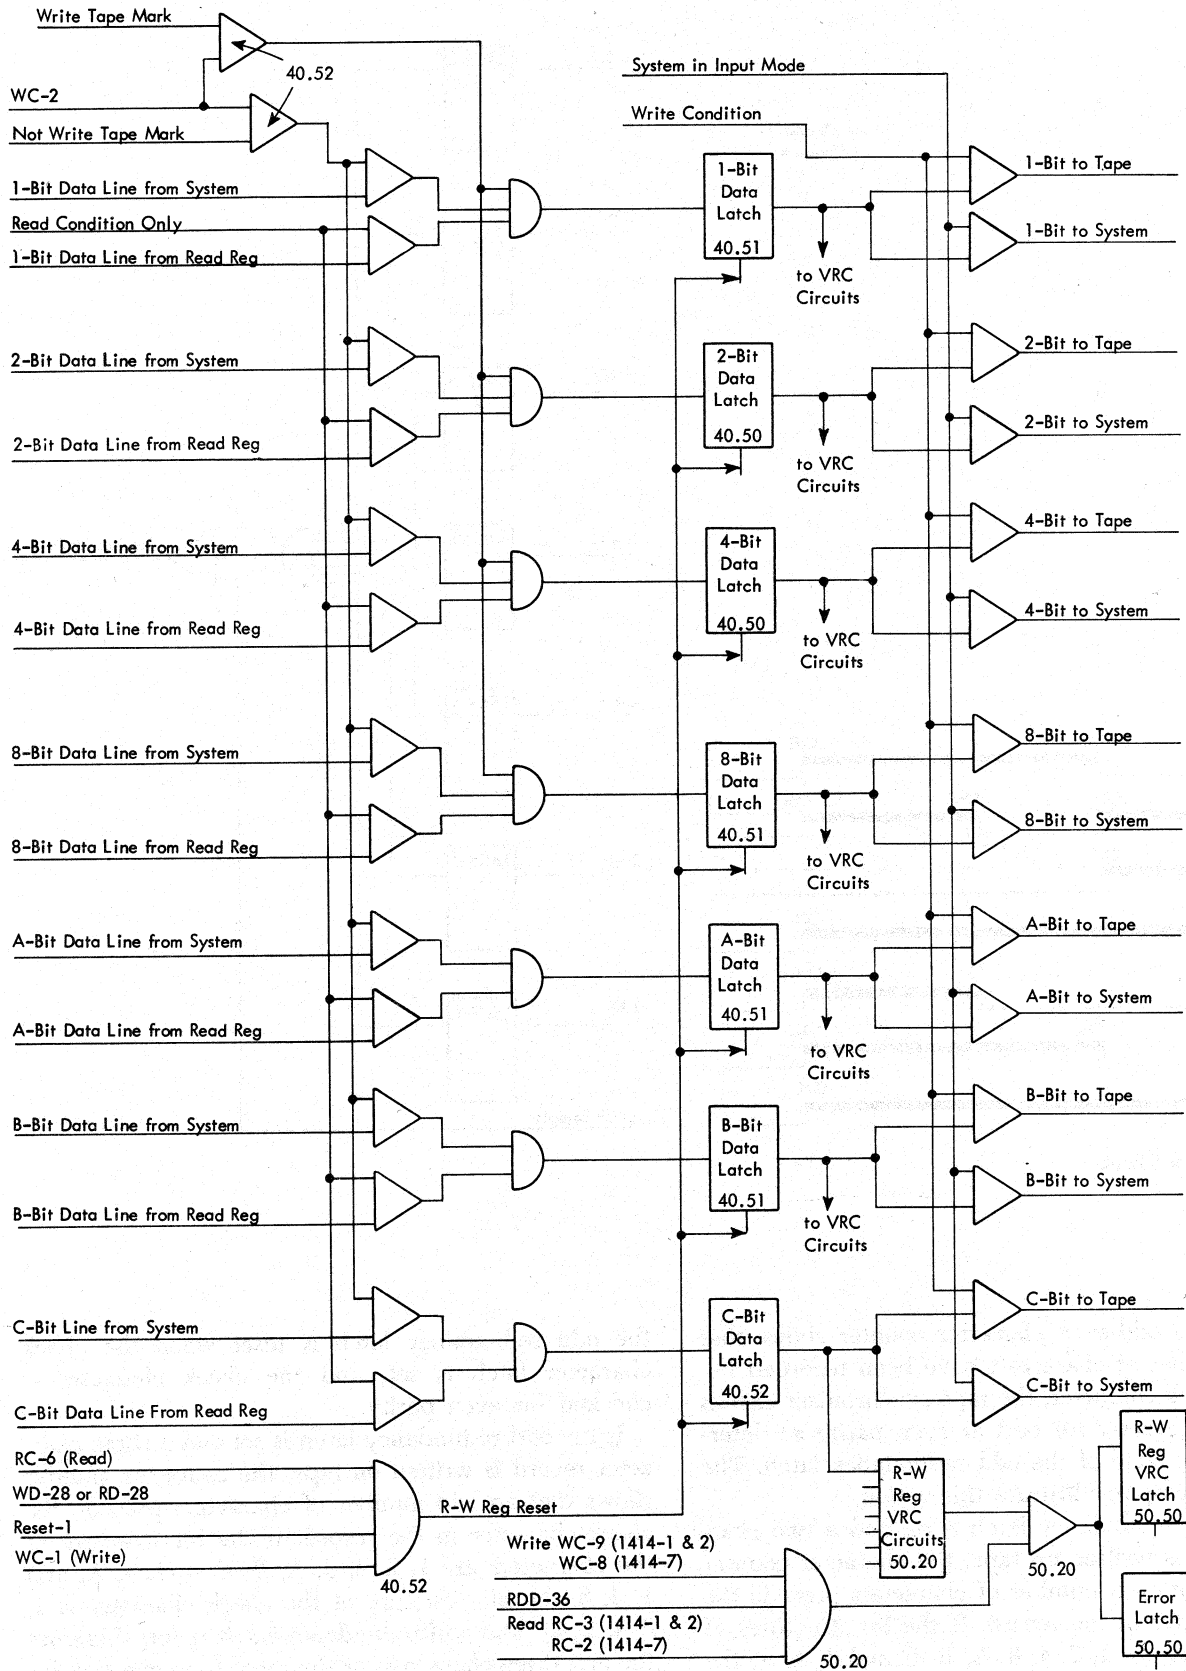 Write Tape Mark
40.52
WC-2
Not Write Tape Mark
System in Input Mode
Write Condition
1-Bit Data Line from System
Read Condition Only
1-Bit Data Line from Read Reg
1-Bit
Data
Latch
40.51
to VRC
Circuits
1-Bit to Tape
1-Bit to System
2-Bit Data Line from System
2-Bit Data Line from Read Reg
2-Bit
Data
Latch
40.50
to VRC
Circuits
2-Bit to Tape
2-Bit to System
4-Bit Data Line from System
4-Bit Data Line from Read Reg
4-Bit
Data
Latch
40.50
to VRC
Circuits
4-Bit to Tape
4-Bit to System
8-Bit Data Line from System
8-Bit Data Line from Read Reg
8-Bit
Data
Latch
40.51
to VRC
Circuits
8-Bit to Tape
8-Bit to System
A-Bit Data Line from System
A-Bit Data Line from Read Reg
A-Bit
Data
Latch
40.51
to VRC
Circuits
A-Bit to Tape
A-Bit to System
B-Bit Data Line from System
B-Bit Data Line from Read Reg
B-Bit
Data
Latch
40.51
to VRC
Circuits
B-Bit to Tape
B-Bit to System
C-Bit Line from System
C-Bit Data Line From Read Reg
C-Bit
Data
Latch
40.52
C-Bit to Tape
C-Bit to System
RC-6 (Read)
WD-28 or RD-28
Reset-1
WC-1 (Write)
40.52
R-W Reg Reset
Write WC-9 (1414-1 & 2)
WC-8 (1414-7)
RDD-36
Read RC-3 (1414-1 & 2)
RC-2 (1414-7)
50.20
R-W
Reg
VRC
Circuits
50.20
50.20
R-W
Reg
VRC
Latch
50.50
Error
Latch
50.50